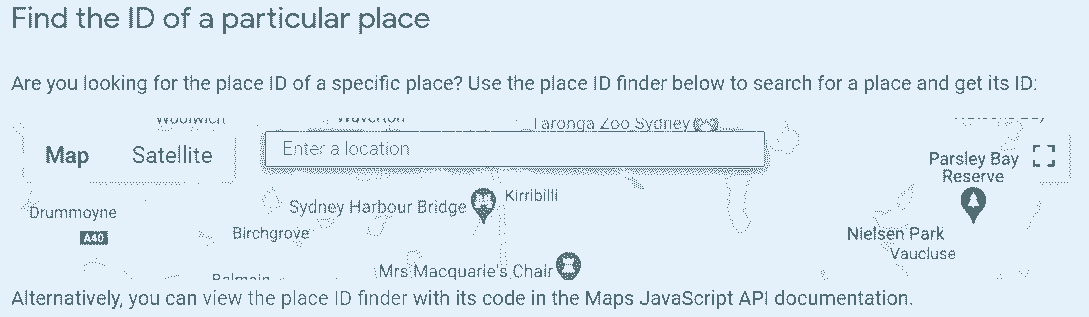 Find the ID of a particular place
Are you looking for the place ID of a specific place? Use the place ID finder below to search for a place and get its ID:
Woolwich Waverton Taronga Zoo Sydney
Map Satellite Enter a location
Parsley Bay
Reserve
Sydney Harbour Bridge Kirribilli
Drummoyne
A40 Birchgrove Nielsen Park
Vaucluse
Balmain Mrs Macquarie's Chair
Alternatively, you can view the place ID finder with its code in the Maps JavaScript API documentation.